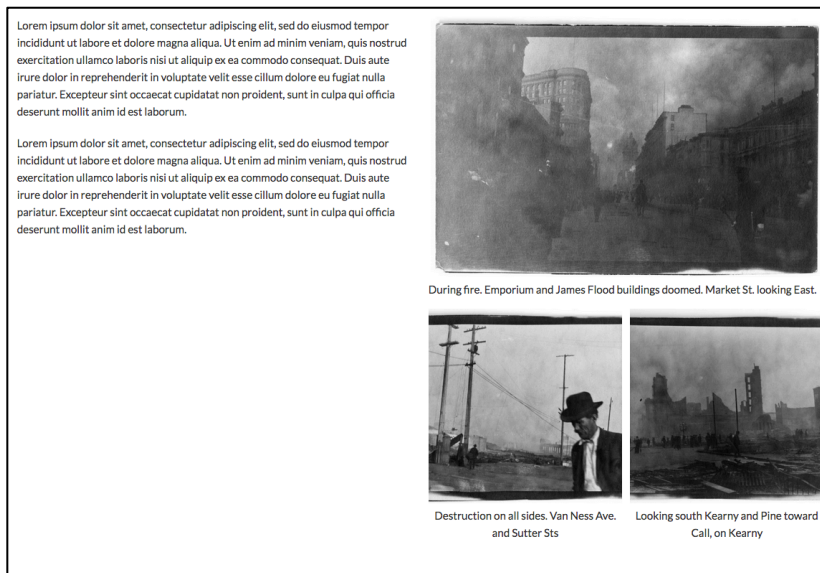 Lorem ipsum dolor sit amet, consectetur adipiscing elit, sed do eiusmod tempor
incididunt ut labore et dolore magna aliqua. Ut enim ad minim veniam, quis nostrud
exercitation ullamco laboris nisi ut aliquip ex ea commodo consequat. Duis aute
irure dolor in reprehenderit in voluptate velit esse cillum dolore eu fugiat nulla
pariatur. Excepteur sint occaecat cupidatat non proident, sunt in culpa qui officia
deserunt mollit anim id est laborum.
Lorem ipsum dolor sit amet, consectetur adipiscing elit, sed do eiusmod tempor
incididunt ut labore et dolore magna aliqua. Ut enim ad minim veniam, quis nostrud
exercitation ullamco laboris nisi ut aliquip ex ea commodo consequat. Duis aute
irure dolor in reprehenderit in voluptate velit esse cillum dolore eu fugiat nulla
pariatur. Excepteur sint occaecat cupidatat non proident, sunt in culpa qui officia
deserunt mollit anim id est laborum.
During fire. Emporium and James Flood buildings doomed. Market St. looking East.
Destruction on all sides. Van Ness Ave.
and Sutter Sts
Looking south Kearny and Pine toward
Call, on Kearny